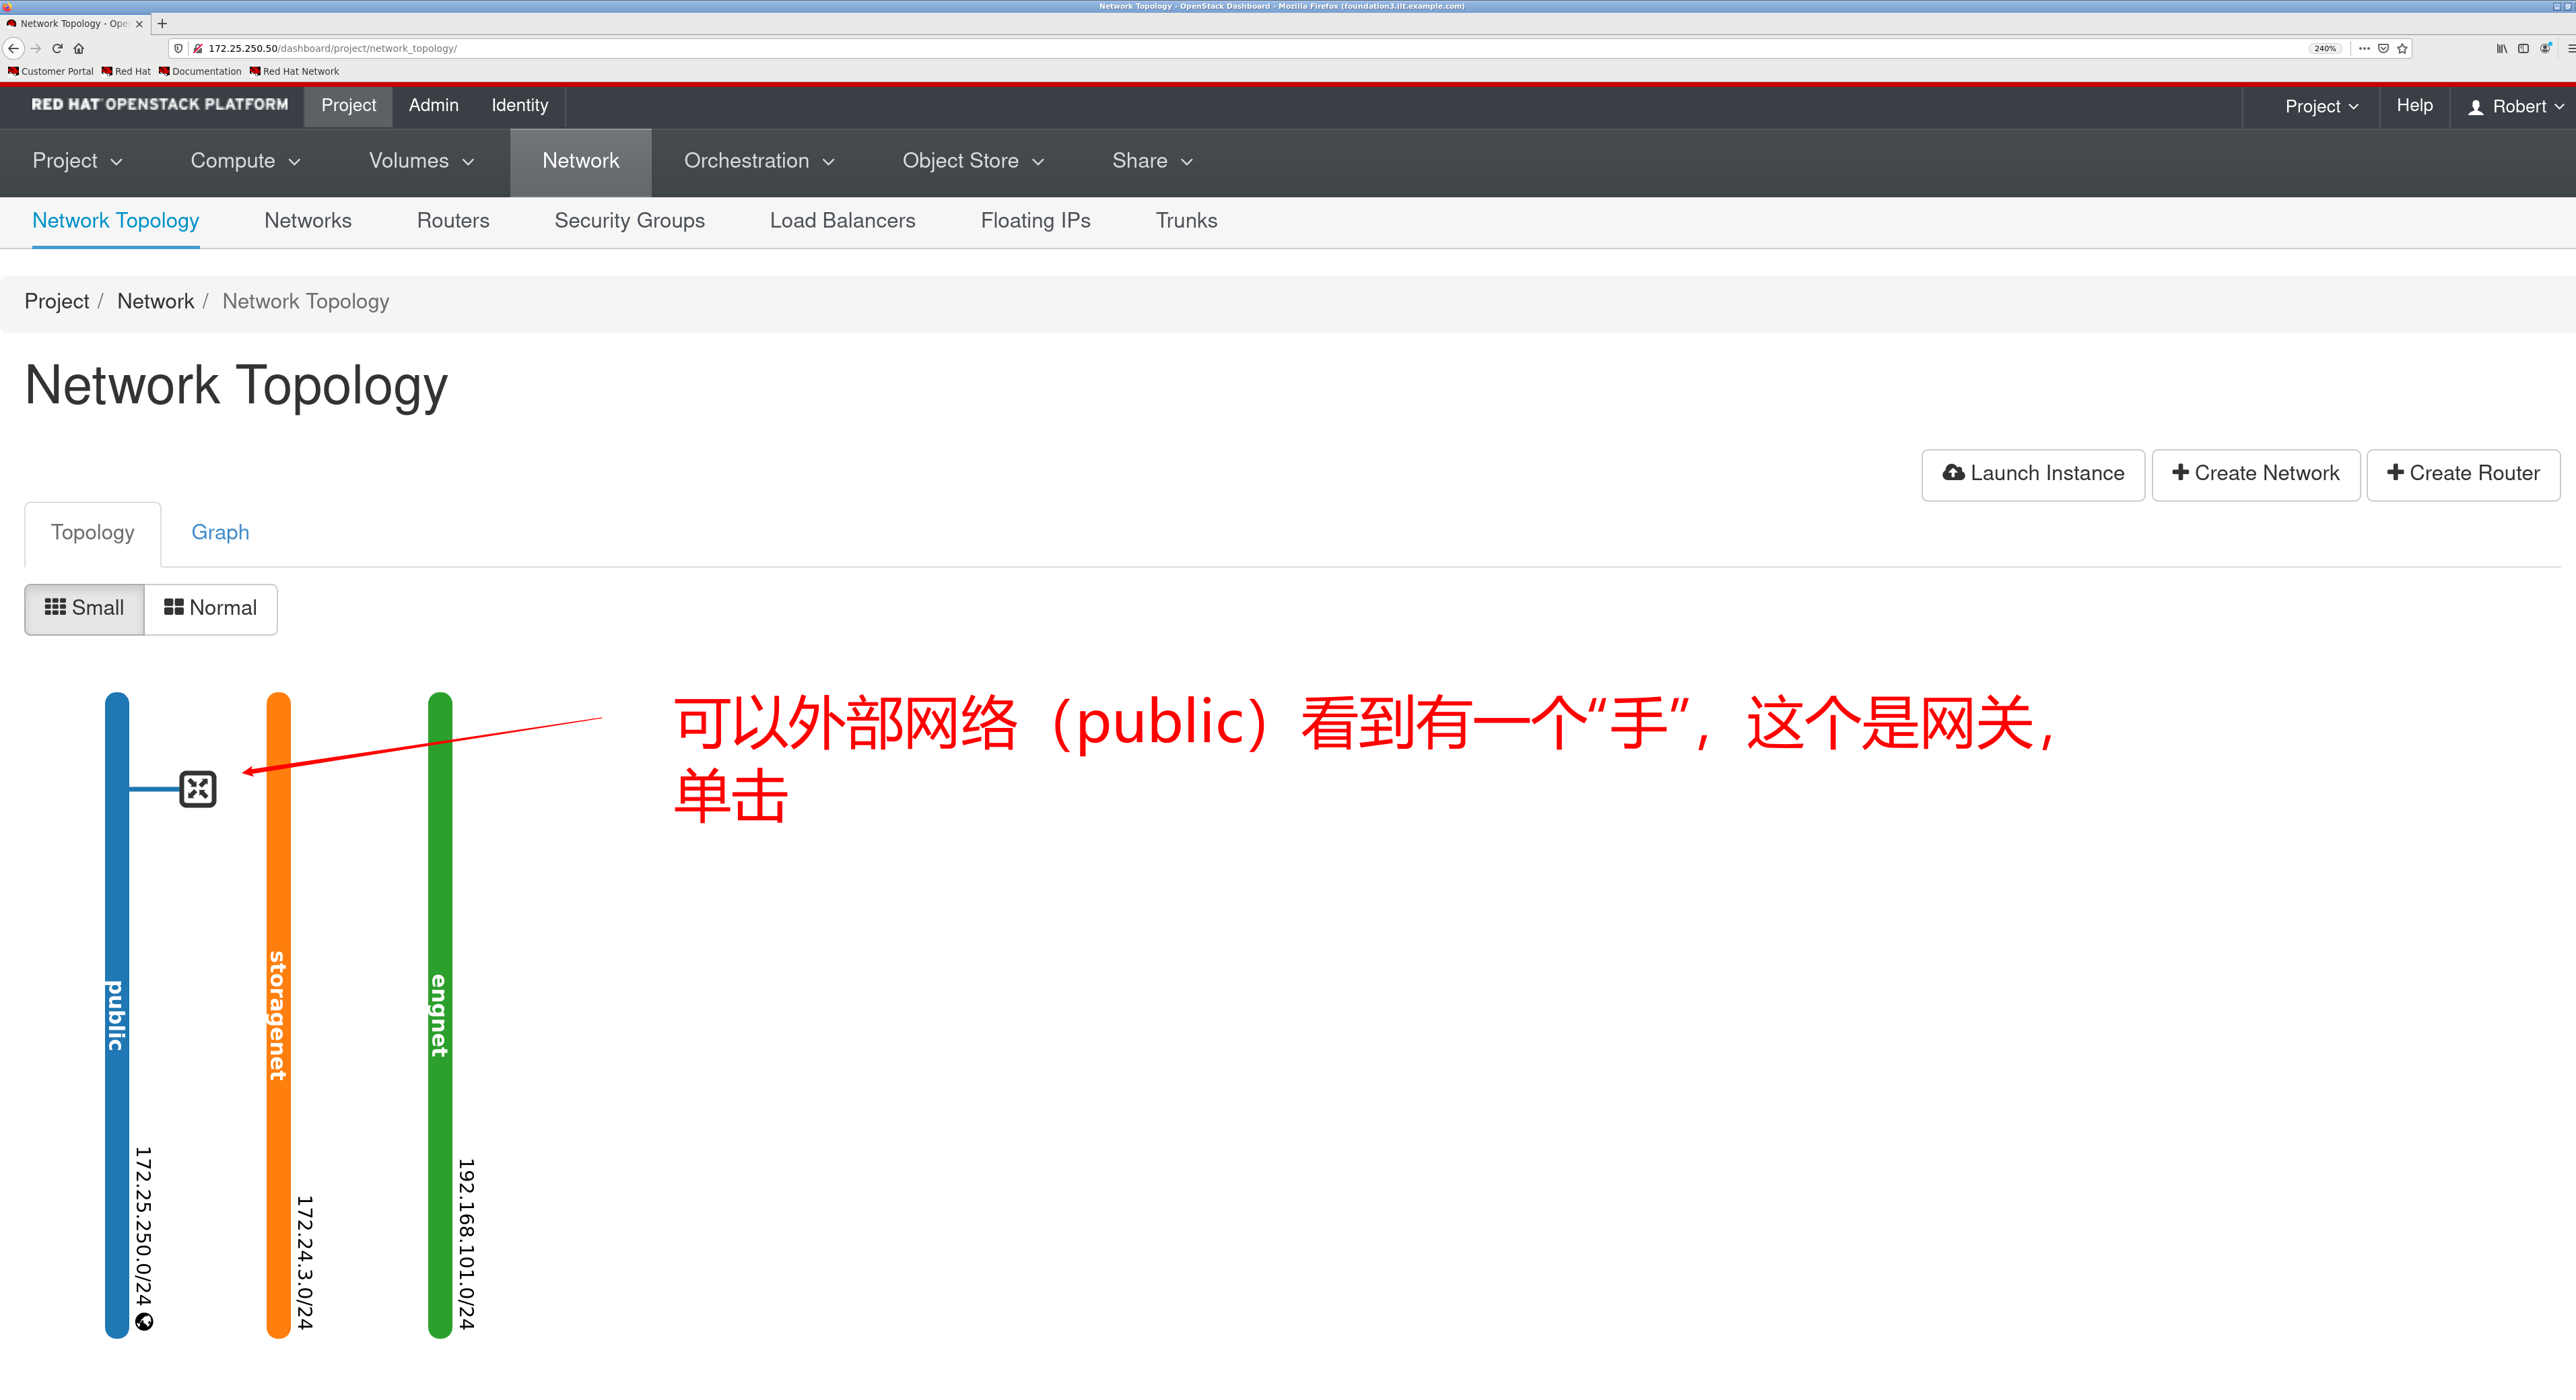 Network Topology - OpenStack Dashboard - Mozilla Firefox (foundation3.ilt.example.com)
Network Topology - Ope
172.25.250.50/dashboard/project/network_topology/
240%
Customer Portal Red Hat Documentation Red Hat Network
RED HAT OPENSTACK PLATFORM Project Admin Identity Project Help Robert
Project Compute Volumes Network Orchestration Object Store Share
Network Topology Networks Routers Security Groups Load Balancers Floating IPs Trunks
Project / Network / Network Topology
Network Topology
Launch Instance Create Network Create Router
Topology Graph
Small Normal
可以外部网络（public）看到有一个“手”，这个是网关，
单击
public
172.25.250.0/24
storagenet
172.24.3.0/24
engnet
192.168.101.0/24